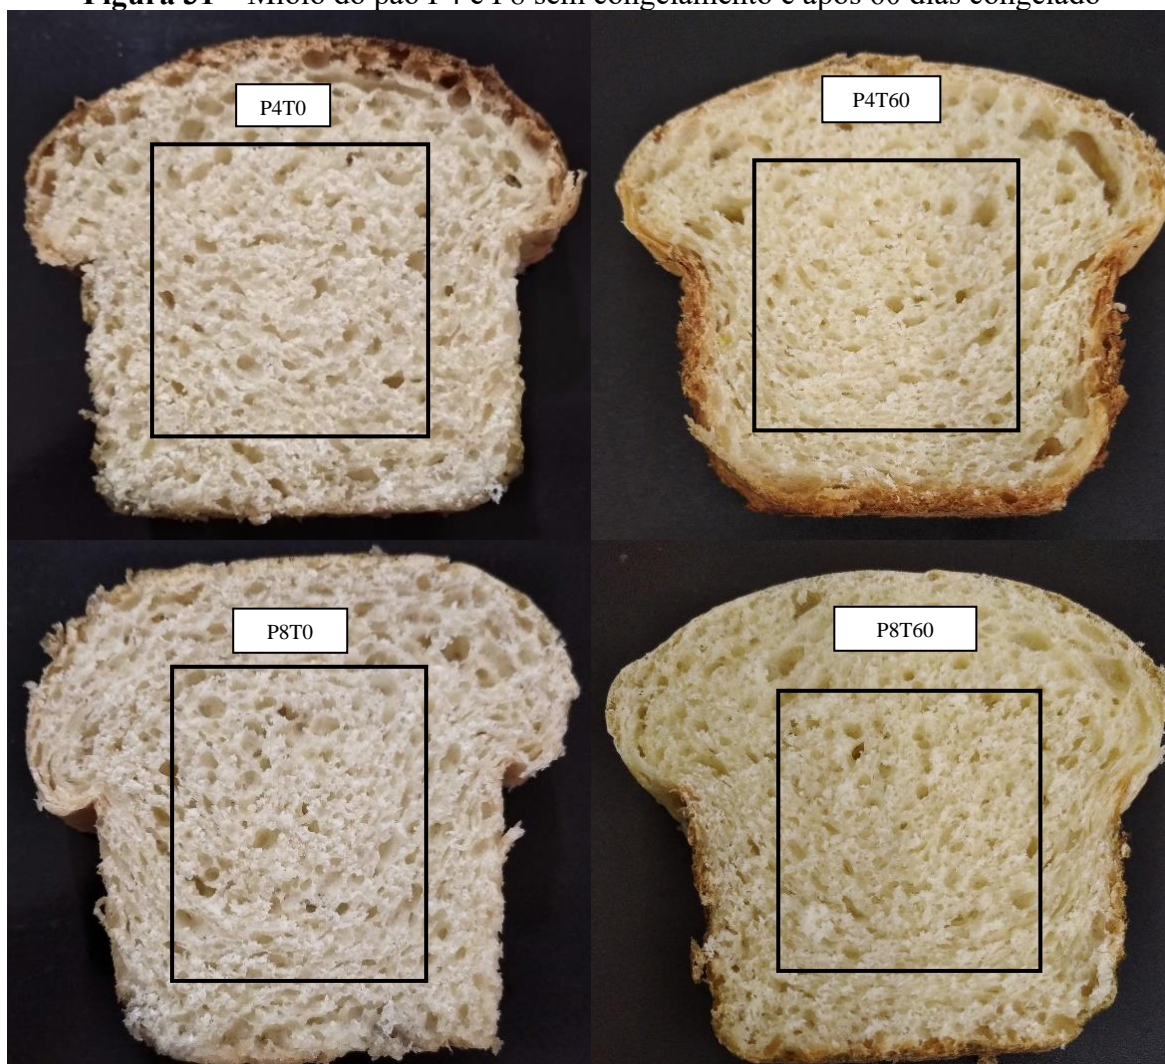 Figura 31 – Miolo do pão P4 e P8 sem congelamento e após 60 dias congelado
P4T0
P4T60
P8T0
P8T60